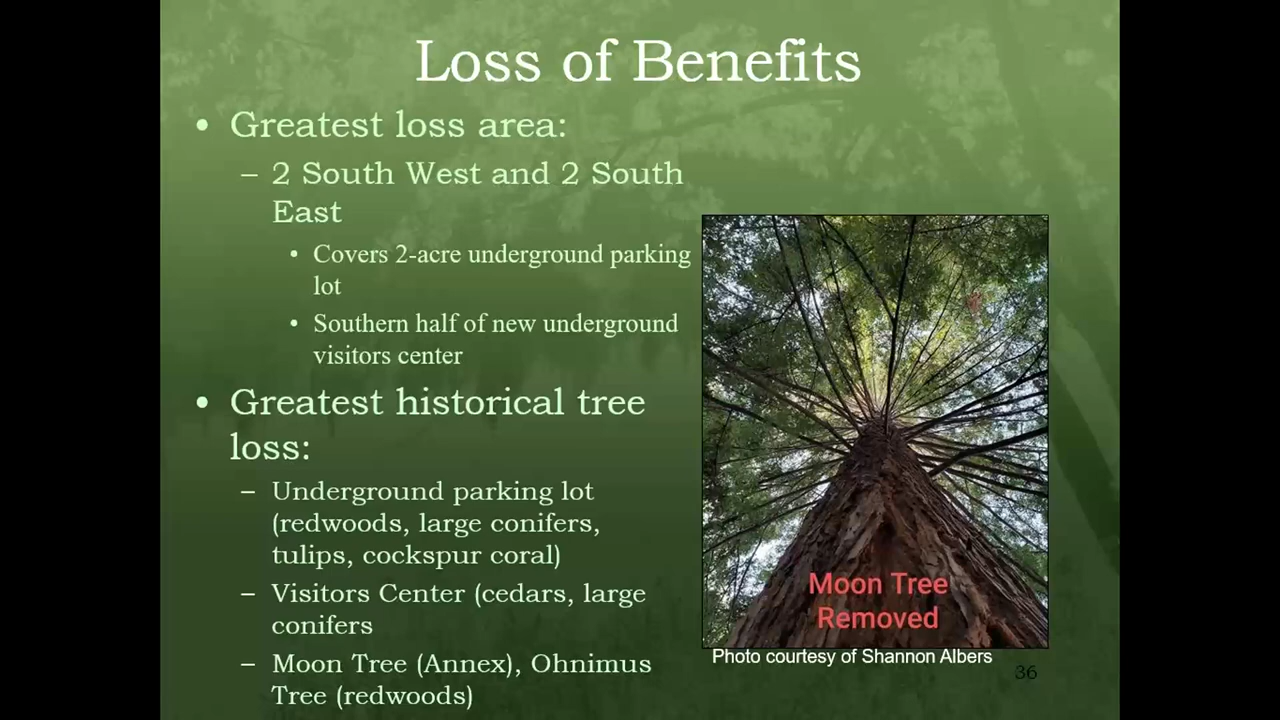 Loss of Benefits
• Greatest loss area:
– 2 South West and 2 South
East
• Covers 2-acre underground parking
lot
• Southern half of new underground
visitors center
• Greatest historical tree
loss:
– Underground parking lot
(redwoods, large conifers,
tulips, cockspur coral)
– Visitors Center (cedars, large
conifers
– Moon Tree (Annex), Ohnimus
Tree (redwoods)
Moon Tree
Removed
Photo courtesy of Shannon Albers
36